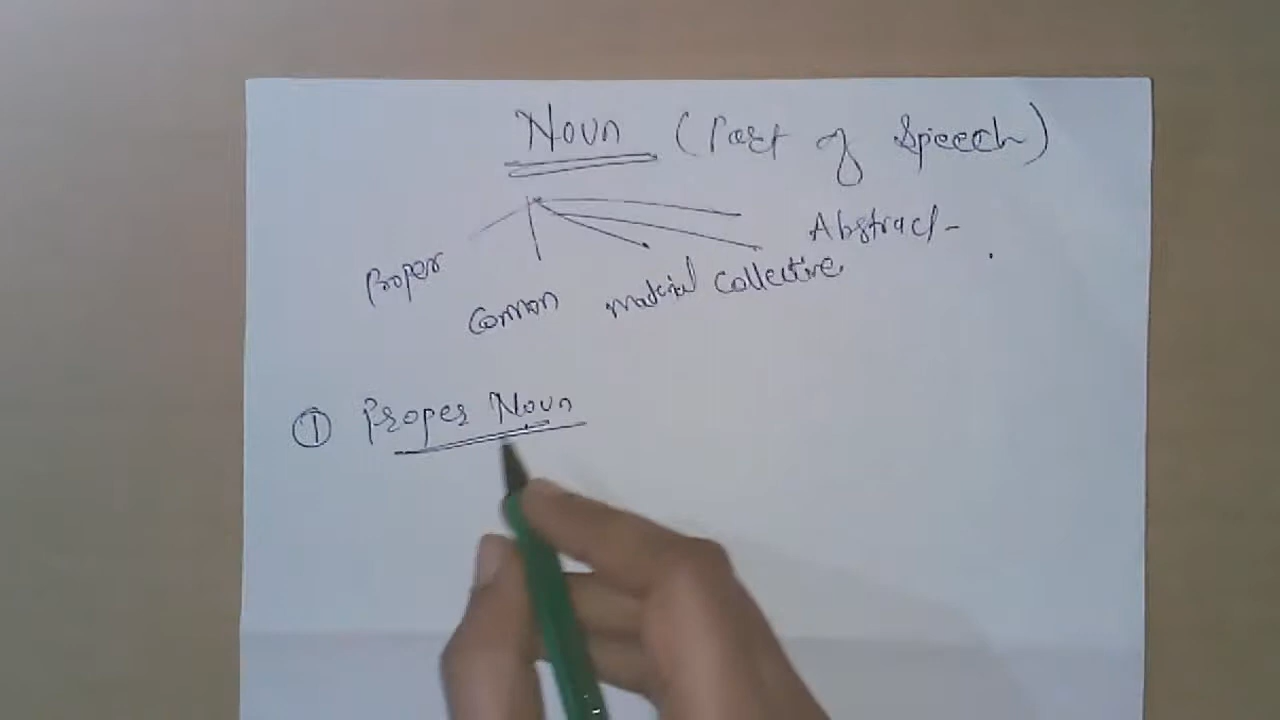 Noun (Part of Speech)
Proper Common Material Collective Abstract
① Proper Noun